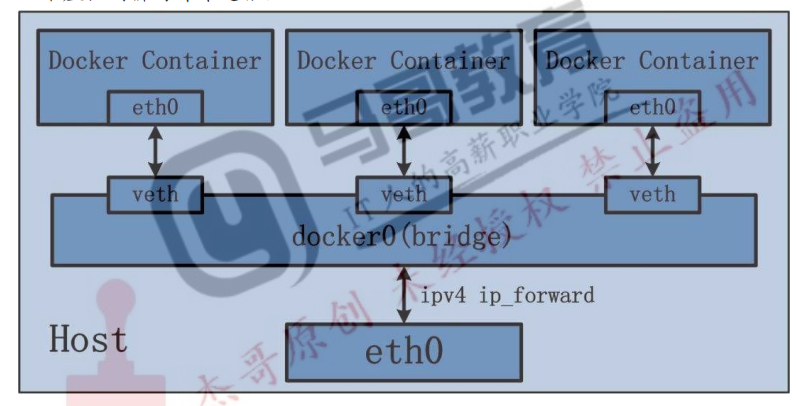 Docker Container
Docker Container
Docker Container
eth0
eth0
eth0
veth
veth
veth
docker0(bridge)
ipv4 ip_forward
Host
eth0
马哥教育
IT人的高薪职业学院
杰哥原创 未经授权 禁止盗用